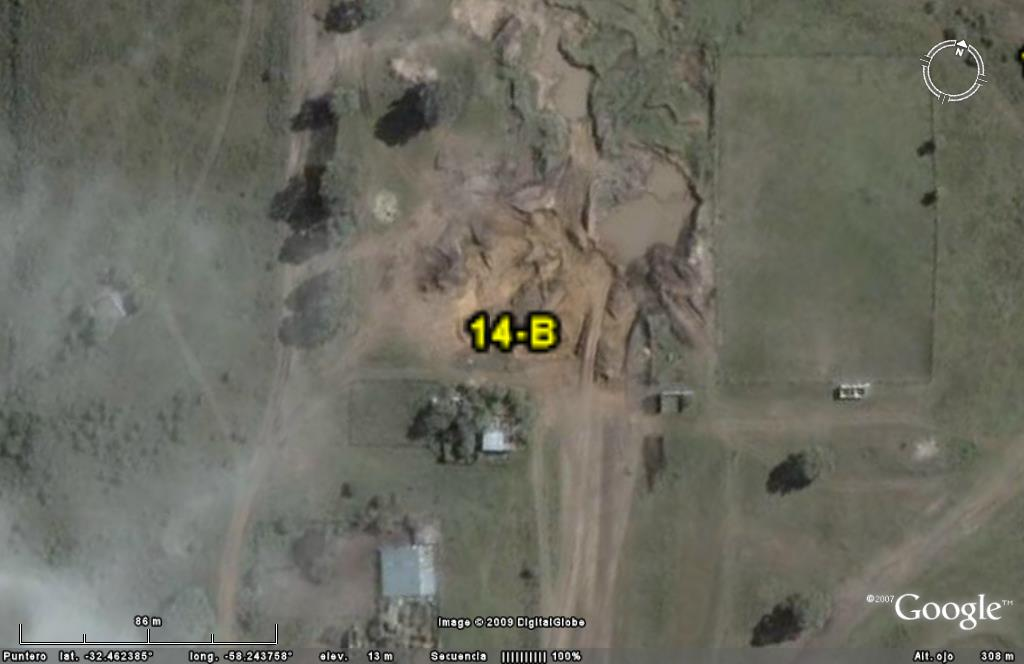 N
14-B
86 m
Image © 2009 DigitalGlobe
©2007 Google™
Puntero lat. -32.462385° long. -58.243758° elev. 13 m Secuencia |||||||||| 100% Alt. ojo 308 m